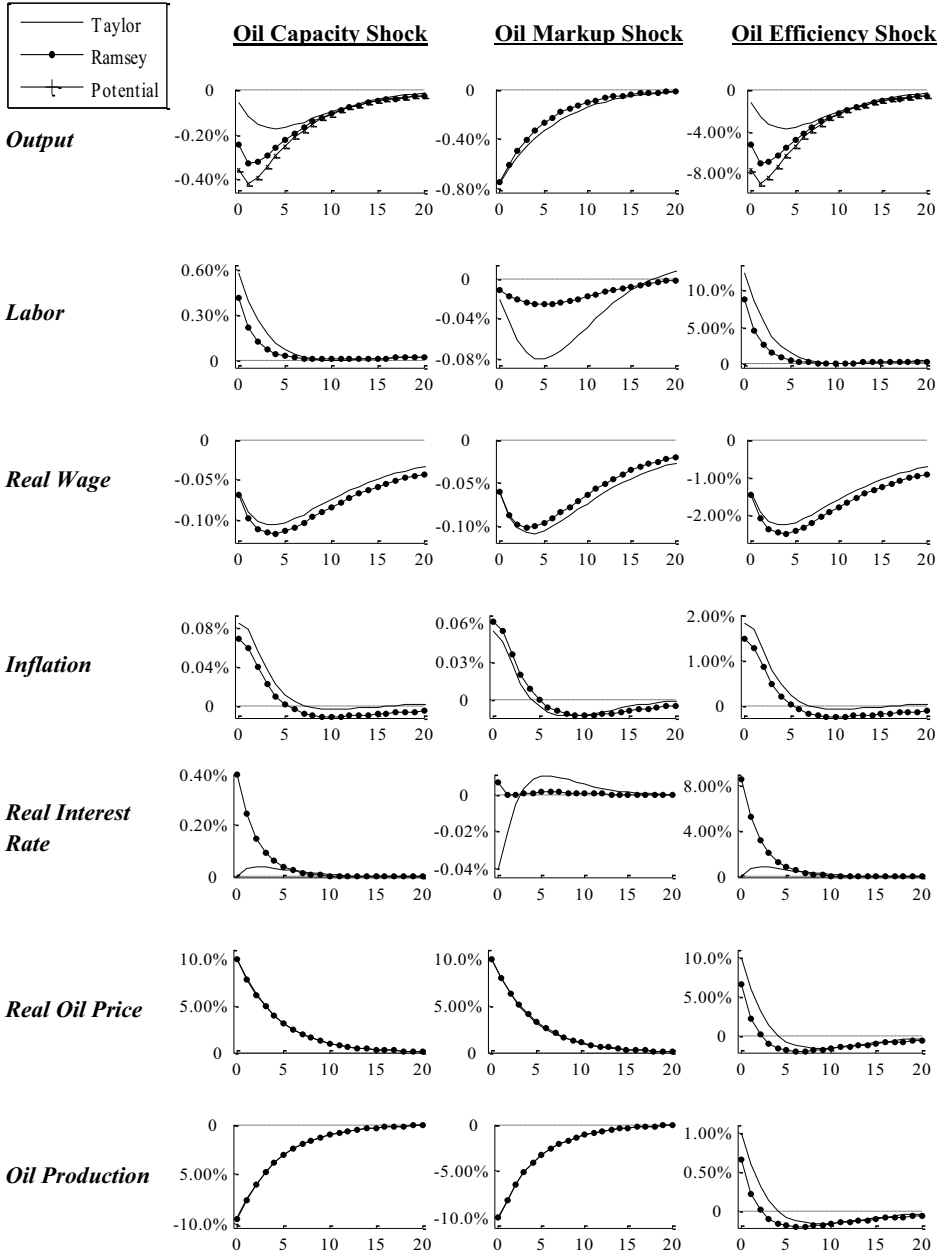 Taylor
Ramsey
Potential
Oil Capacity Shock Oil Markup Shock Oil Efficiency Shock
Output
0 -0.20% -0.40%
0 5 10 15 20
0 -0.40% -0.80%
0 5 10 15 20
0 -4.00% -8.00%
0 5 10 15 20
Labor
0.60% 0.30% 0
0 5 10 15 20
0 -0.04% -0.08%
0 5 10 15 20
10.0% 5.00% 0
0 5 10 15 20
Real Wage
0 -0.05% -0.10%
0 5 10 15 20
0 -0.05% -0.10%
0 5 10 15 20
0 -1.00% -2.00%
0 5 10 15 20
Inflation
0.08% 0.04% 0
0 5 10 15 20
0.06% 0.03% 0
0 5 10 15 20
2.00% 1.00% 0
0 5 10 15 20
Real Interest
Rate
0.40% 0.20% 0
0 5 10 15 20
0 -0.02% -0.04%
0 5 10 15 20
8.00% 4.00% 0
0 5 10 15 20
Real Oil Price
10.0% 5.00% 0
0 5 10 15 20
10.0% 5.00% 0
0 5 10 15 20
10.0% 5.00% 0
0 5 10 15 20
Oil Production
0 -5.00% -10.0%
0 5 10 15 20
0 -5.00% -10.0%
0 5 10 15 20
1.00% 0.50% 0
0 5 10 15 20